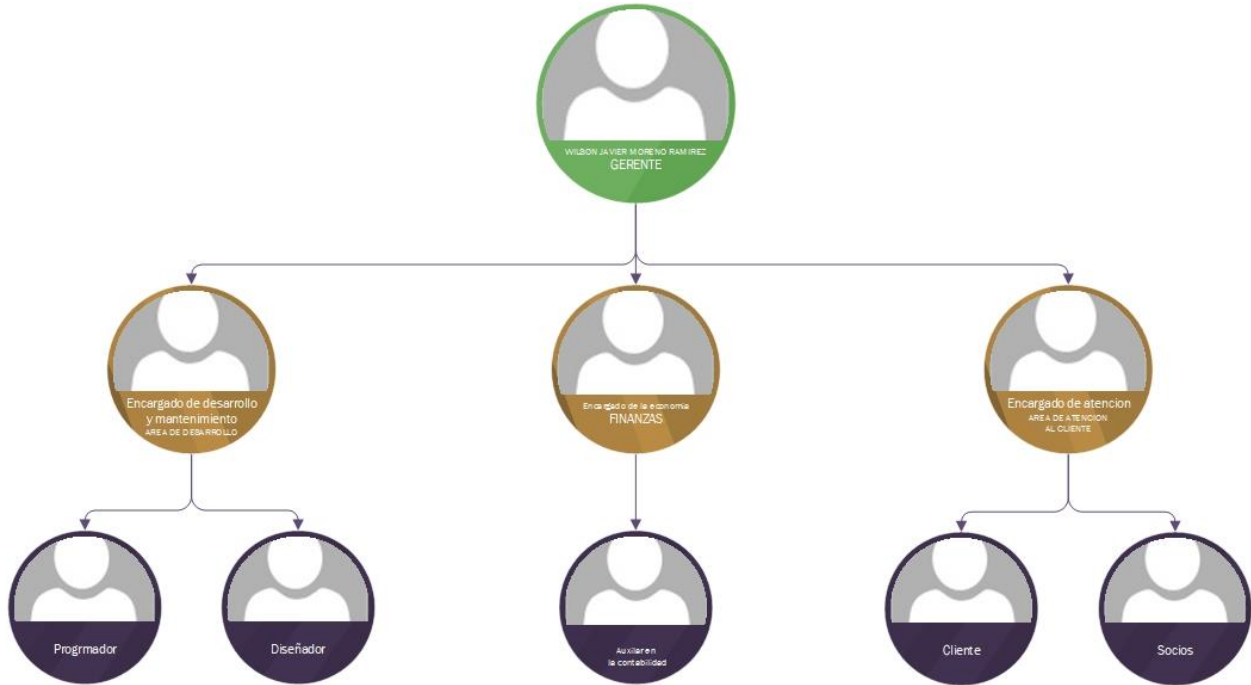 WILSON JAVIER MORENO RAMIREZ
GERENTE
Encargado de desarrollo
y mantenimiento
AREA DE DESARROLLO
Encargado de la economia
FINANZAS
Encargado de atencion
AREA DE ATENCION
AL CLIENTE
Progrmador
Diseñador
Auxiliar en
la contabilidad
Cliente
Socios